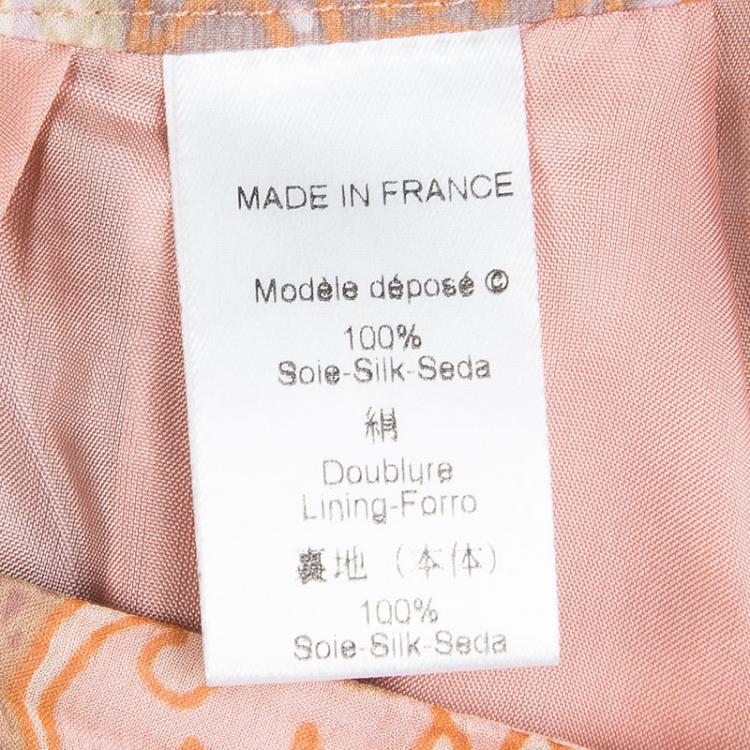 MADE IN FRANCE
Modèle déposé ©
100%
Soie-Silk-Seda
絹
Doublure
Lining-Forro
裏地（本体）
100%
Soie-Silk-Seda